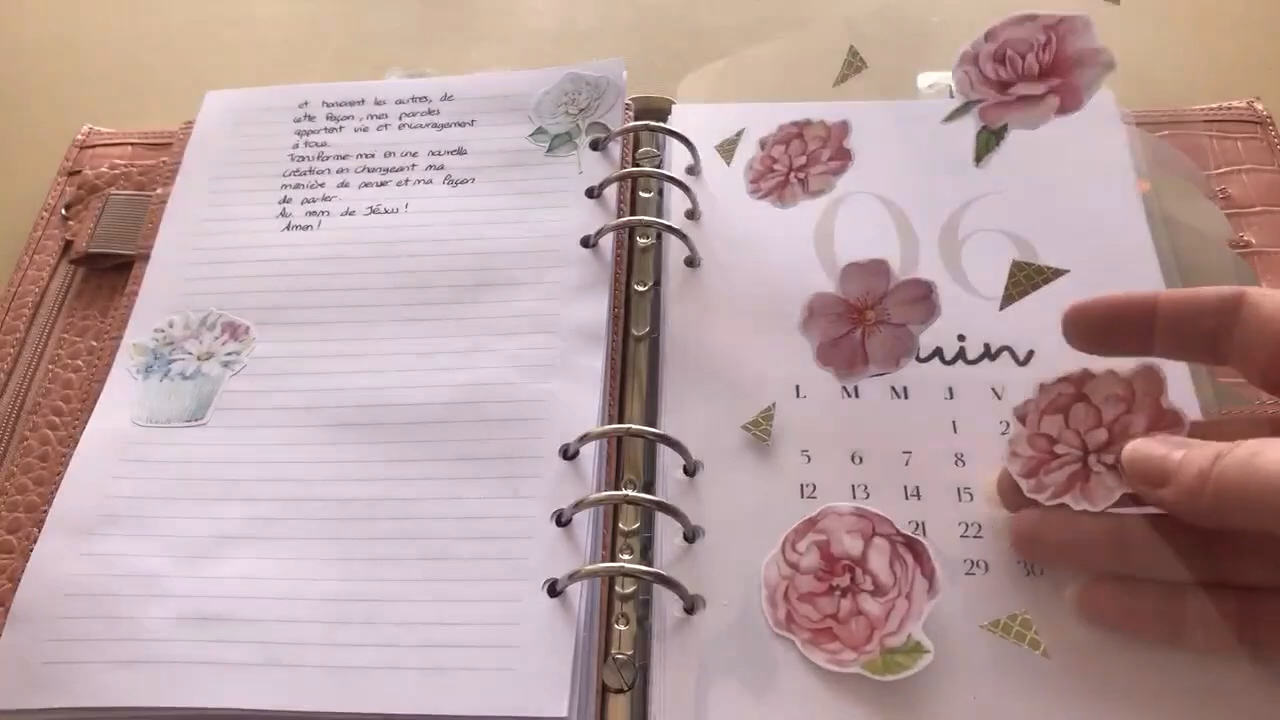 et honorent les autres, de
cette façon, mes paroles
apportent vie et encouragement
à tous.
Transforme-moi en une nouvelle
création en changeant ma
manière de penser et ma façon
de parler.
Au nom de Jésus!
Amen!
06
uin
L M M J V
1 2
5 6 7 8
12 13 14 15
21 22
29 30